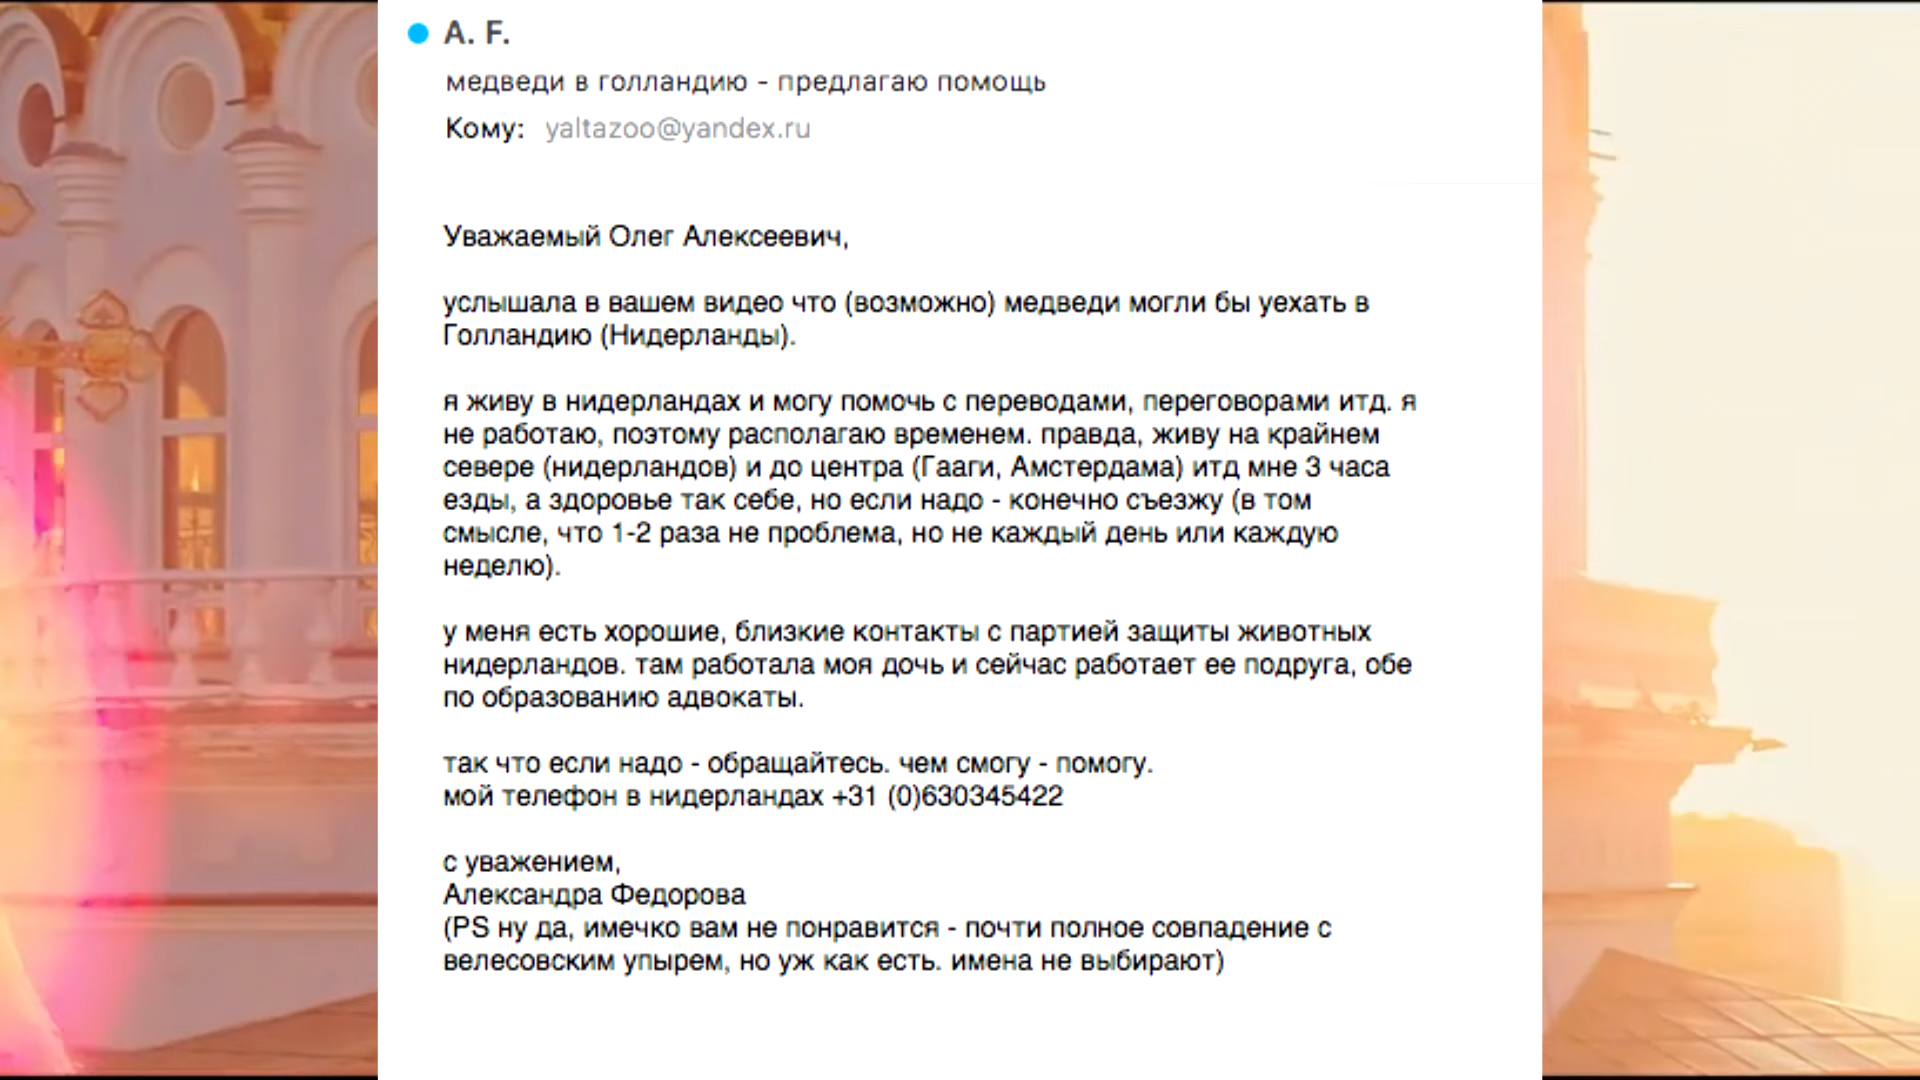 A. F.
медведи в голландию - предлагаю помощь
Кому: yaltazoo@yandex.ru
Уважаемый Олег Алексеевич,
услышала в вашем видео что (возможно) медведи могли бы уехать в
Голландию (Нидерланды).
я живу в нидерландах и могу помочь с переводами, переговорами итд. я
не работаю, поэтому располагаю временем. правда, живу на крайнем
севере (нидерландов) и до центра (Гааги, Амстердама) итд мне 3 часа
езды, а здоровье так себе, но если надо - конечно съезжу (в том
смысле, что 1-2 раза не проблема, но не каждый день или каждую
неделю).
у меня есть хорошие, близкие контакты с партией защиты животных
нидерландов. там работала моя дочь и сейчас работает ее подруга, обе
по образованию адвокаты.
так что если надо - обращайтесь. чем смогу - помогу.
мой телефон в нидерландах +31 (0)630345422
с уважением,
Александра Федорова
(PS ну да, имечко вам не понравится - почти полное совпадение с
велесовским упырем, но уж как есть. имена не выбирают)